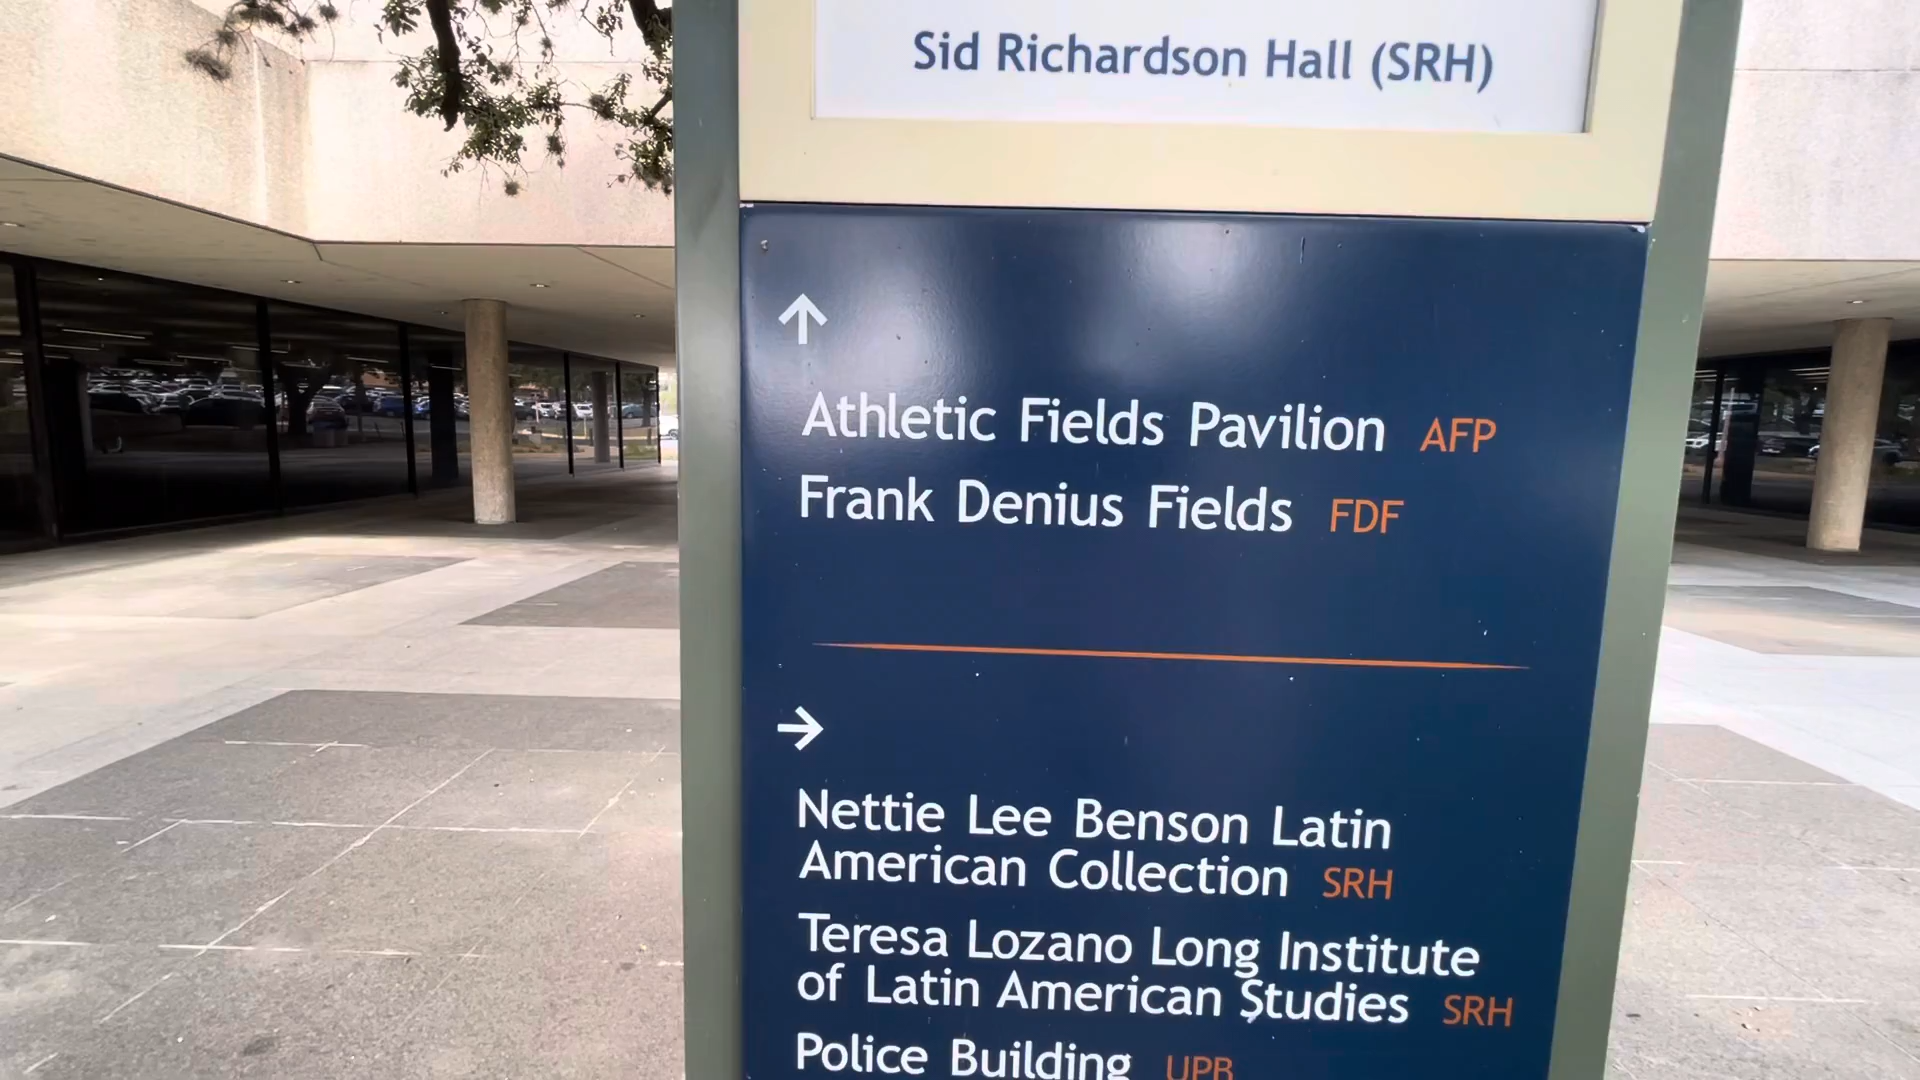 Sid Richardson Hall (SRH)
↑
Athletic Fields Pavilion AFP
Frank Denius Fields FDF
→
Nettie Lee Benson Latin
American Collection SRH
Teresa Lozano Long Institute
of Latin American Studies SRH
Police Building UPB